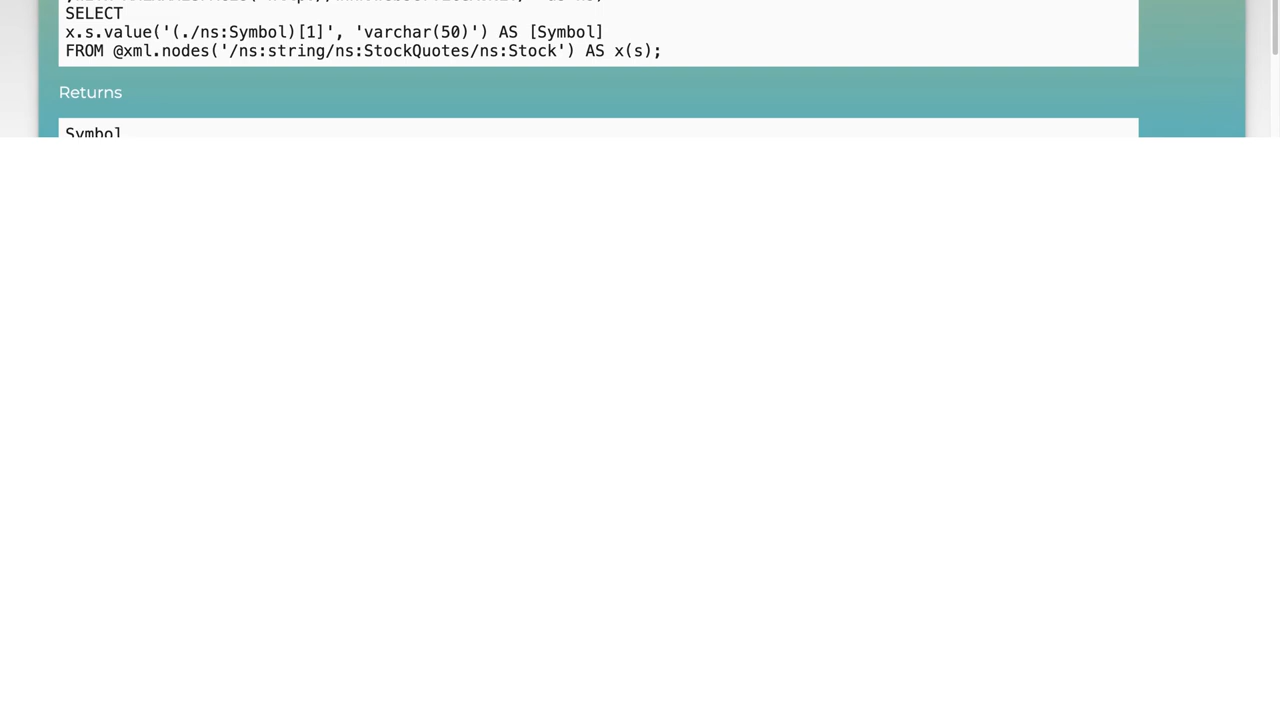 SELECT
x.s.value('(./ns:Symbol)[1]', 'varchar(50)') AS [Symbol]
FROM @xml.nodes('/ns:string/ns:StockQuotes/ns:Stock') AS x(s);
Returns
Symbol